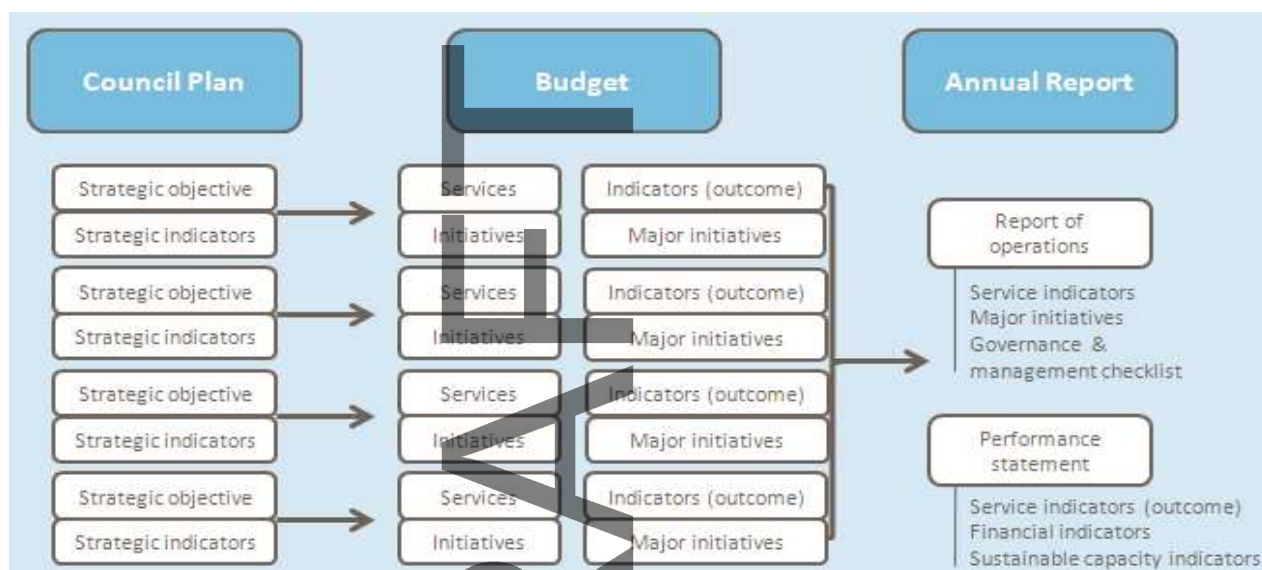 Council Plan
Budget
Annual Report
Strategic objective
Strategic indicators
Services
Initiatives
Indicators (outcome)
Major initiatives
Strategic objective
Strategic indicators
Services
Initiatives
Indicators (outcome)
Major initiatives
Strategic objective
Strategic indicators
Services
Initiatives
Indicators (outcome)
Major initiatives
Strategic objective
Strategic indicators
Services
Initiatives
Indicators (outcome)
Major initiatives
Report of
operations
Service indicators
Major initiatives
Governance &
management checklist
Performance
statement
Service indicators (outcome)
Financial indicators
Sustainable capacity indicators